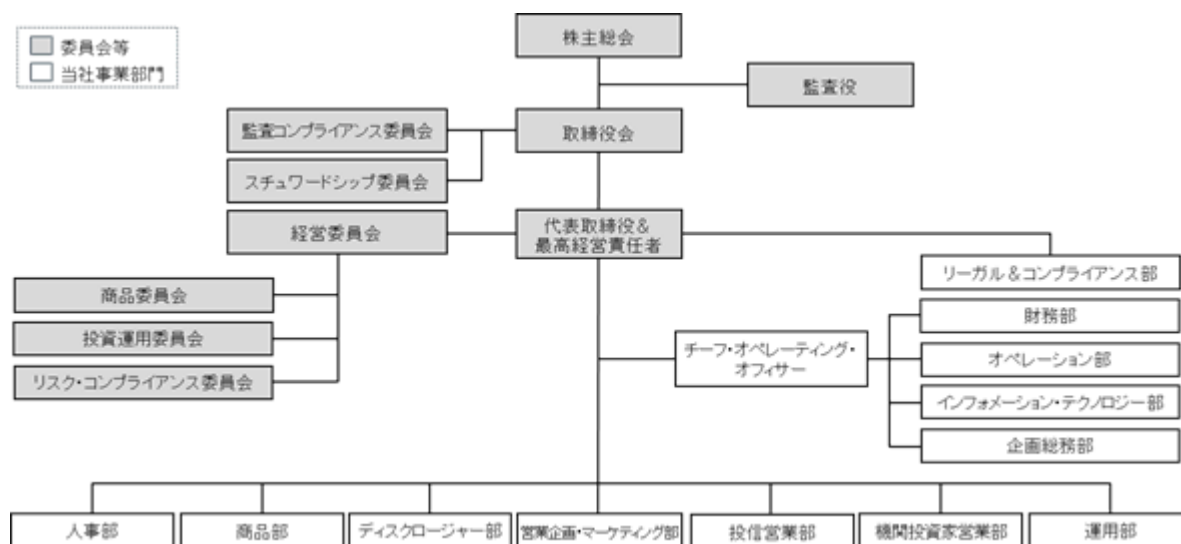 委員会等
当社事業部門
株主総会
監査役
監査コンプライアンス委員会
取締役会
スチュワードシップ委員会
経営委員会
代表取締役&
最高経営責任者
リーガル&コンプライアンス部
商品委員会
財務部
投資運用委員会
チーフ・オペレーティング・
オフィサー
オペレーション部
リスク・コンプライアンス委員会
インフォメーション・テクノロジー部
企画総務部
人事部
商品部
ディスクロージャー部
営業企画・マーケティング部
投信営業部
機関投資家営業部
運用部